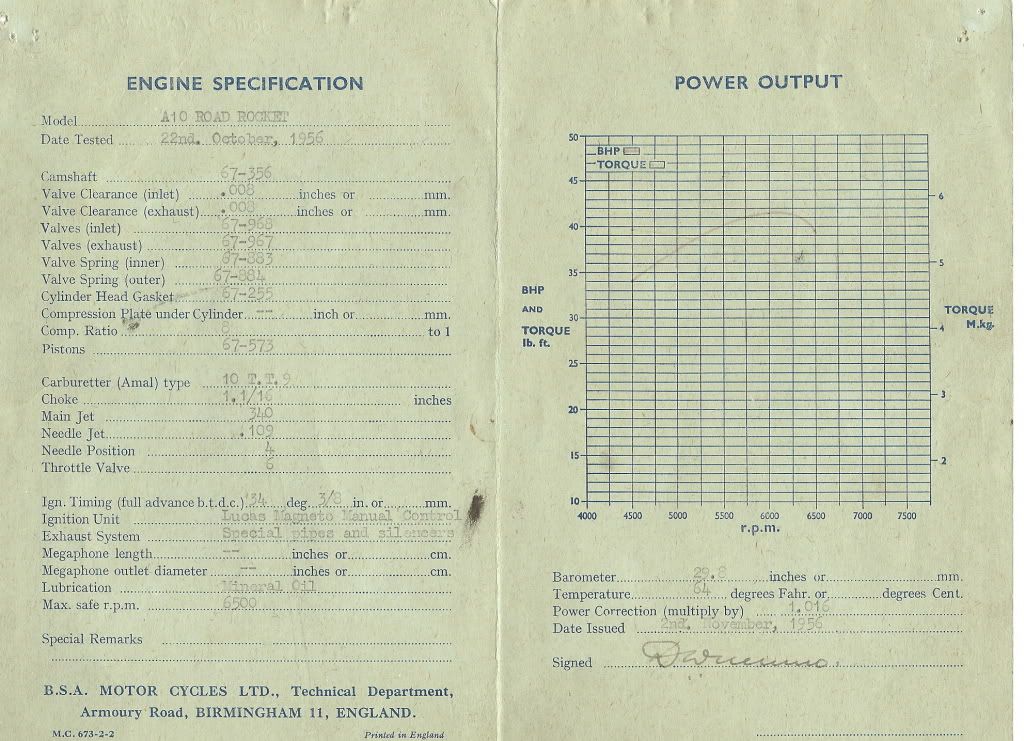 ENGINE SPECIFICATION
Model A10 ROAD ROCKET
Date Tested 22nd. October, 1956
Camshaft 67-356
Valve Clearance (inlet) .008 inches or mm.
Valve Clearance (exhaust) .008 inches or mm.
Valves (inlet) 67-968
Valves (exhaust) 67-967
Valve Spring (inner) 67-883
Valve Spring (outer) 67-884
Cylinder Head Gasket 67-255
Compression Plate under Cylinder -- inch or mm.
Comp. Ratio 8 to 1
Pistons 67-573
Carburetter (Amal) type 10 T.T.9
Choke 1.1/16 inches
Main Jet 340
Needle Jet .109
Needle Position 4
Throttle Valve 6
Ign. Timing (full advance b.t.d.c.) 34 deg. 3/8 in. or mm.
Ignition Unit Lucas Magneto Manual Control
Exhaust System Special pipes and silencers
Megaphone length -- inches or cm.
Megaphone outlet diameter -- inches or cm.
Lubrication Mineral Oil
Max. safe r.p.m. 6500
Special Remarks
B.S.A. MOTOR CYCLES LTD., Technical Department,
Armoury Road, BIRMINGHAM 11, ENGLAND.
M.C. 673-2-2 Printed in England
POWER OUTPUT
BHP
TORQUE
50
45
40
35
30
25
20
15
10
BHP
AND
TORQUE
lb. ft.
6
5
4
3
2
TORQUE
M.kg.
4000 4500 5000 5500 6000 6500 7000 7500
r.p.m.
Barometer 29.8 inches or mm.
Temperature 64 degrees Fahr. or degrees Cent.
Power Correction (multiply by) 1.016
Date Issued 2nd. November, 1956
Signed